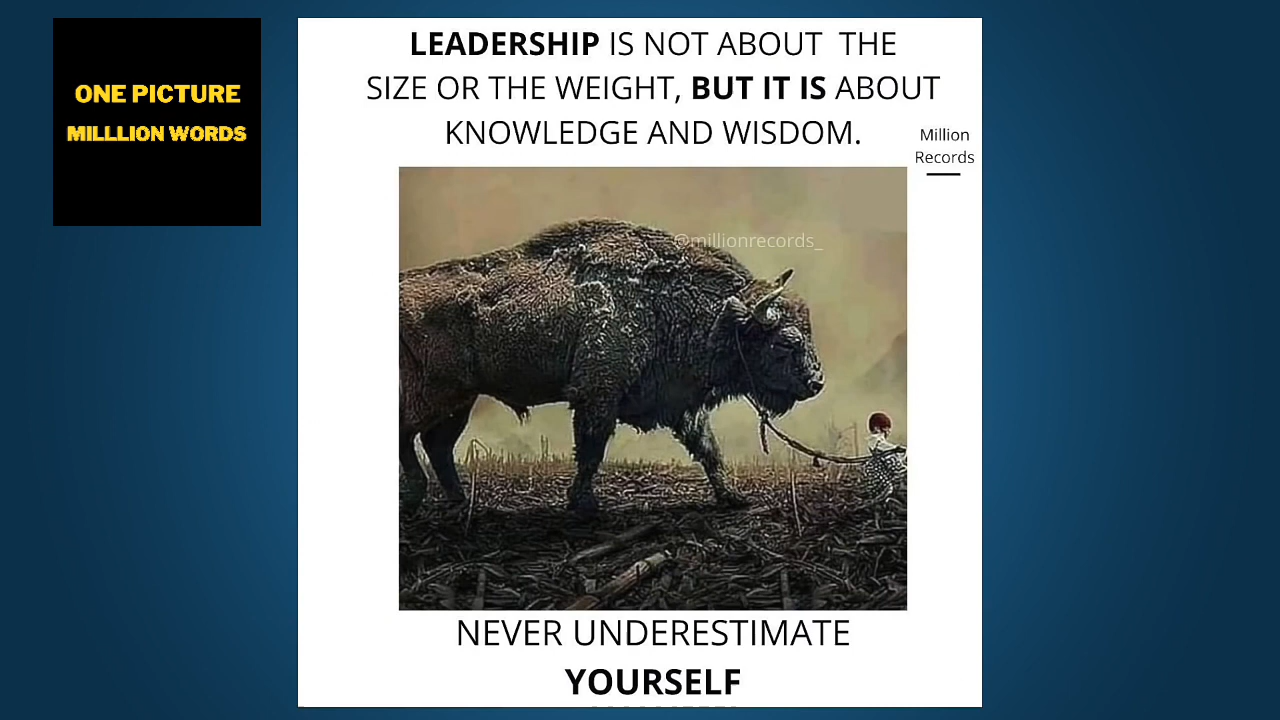 ONE PICTURE
MILLLION WORDS
LEADERSHIP IS NOT ABOUT THE
SIZE OR THE WEIGHT, BUT IT IS ABOUT
KNOWLEDGE AND WISDOM.
Million
Records
@millionrecords_
NEVER UNDERESTIMATE
YOURSELF